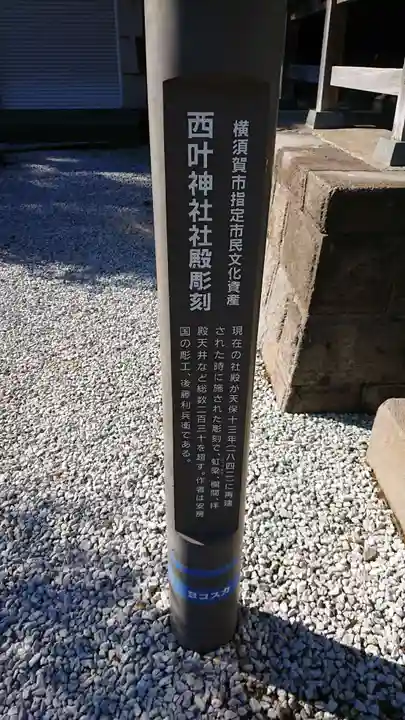 横須賀市指定市民文化資産
西叶神社社殿彫刻
現在の社殿が天保十三年(一八四二)に再建
された時に施された彫刻で、虹梁、欄間、拝
殿天井など総数二百三十を超す。作者は安房
国の彫工、後藤利兵衛である。
ヨコスカ